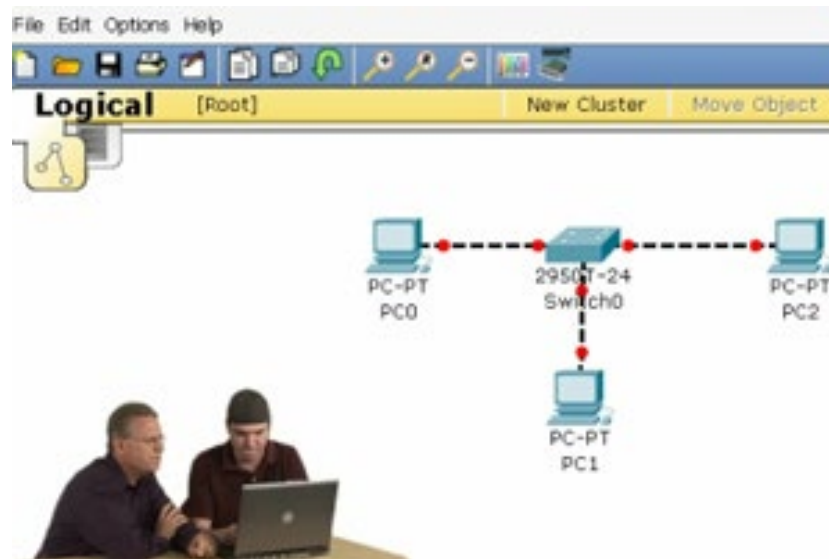 File Edit Options Help
Logical [Root] New Cluster Move Object
2950T-24
Switch0
PC-PT
PC0
PC-PT
PC2
PC-PT
PC1